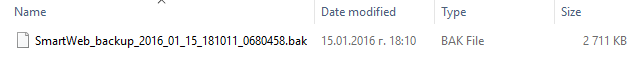 Name Date modified Type Size
SmartWeb_backup_2016_01_15_181011_0680458.bak 15.01.2016 г. 18:10 BAK File 2 711 KB